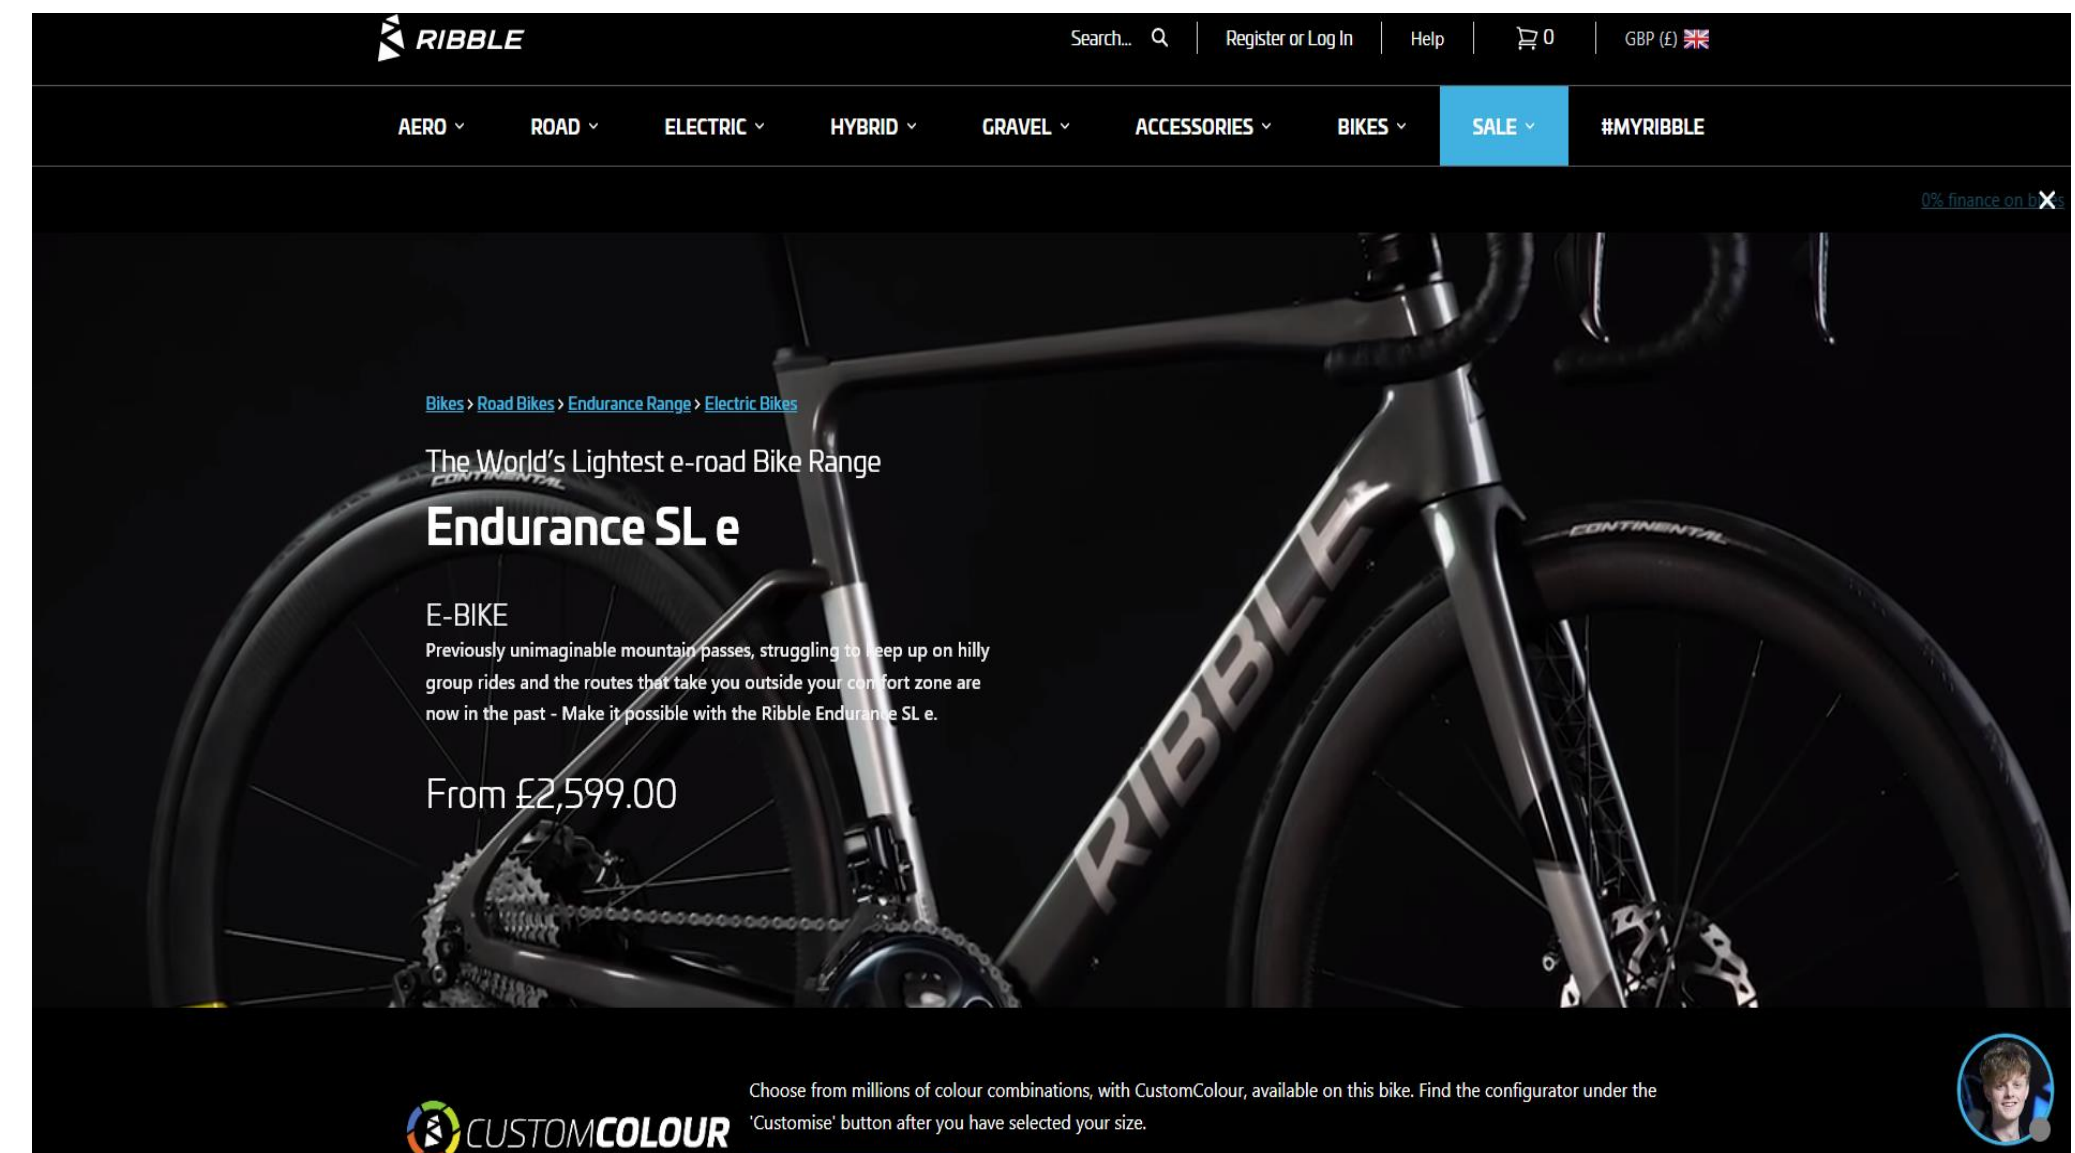 RIBBLE
Search...
Register or Log In
Help
0
GBP (£)
AERO
ROAD
ELECTRIC
HYBRID
GRAVEL
ACCESSORIES
BIKES
SALE
#MYRIBBLE
0% finance on
Bikes > Road Bikes > Endurance Range > Electric Bikes
The World's Lightest e-road Bike Range
CONTINENTAL
Endurance SL e
CONTINENTAL
E-BIKE
Previously unimaginable mountain passes, struggling to keep up on hilly
group rides and the routes that take you outside your comfort zone are
now in the past - Make it possible with the Ribble Endurance SL e.
RIBBLE
From £2,599.00
CUSTOMCOLOUR
Choose from millions of colour combinations, with CustomColour, available on this bike. Find the configurator under the
'Customise' button after you have selected your size.